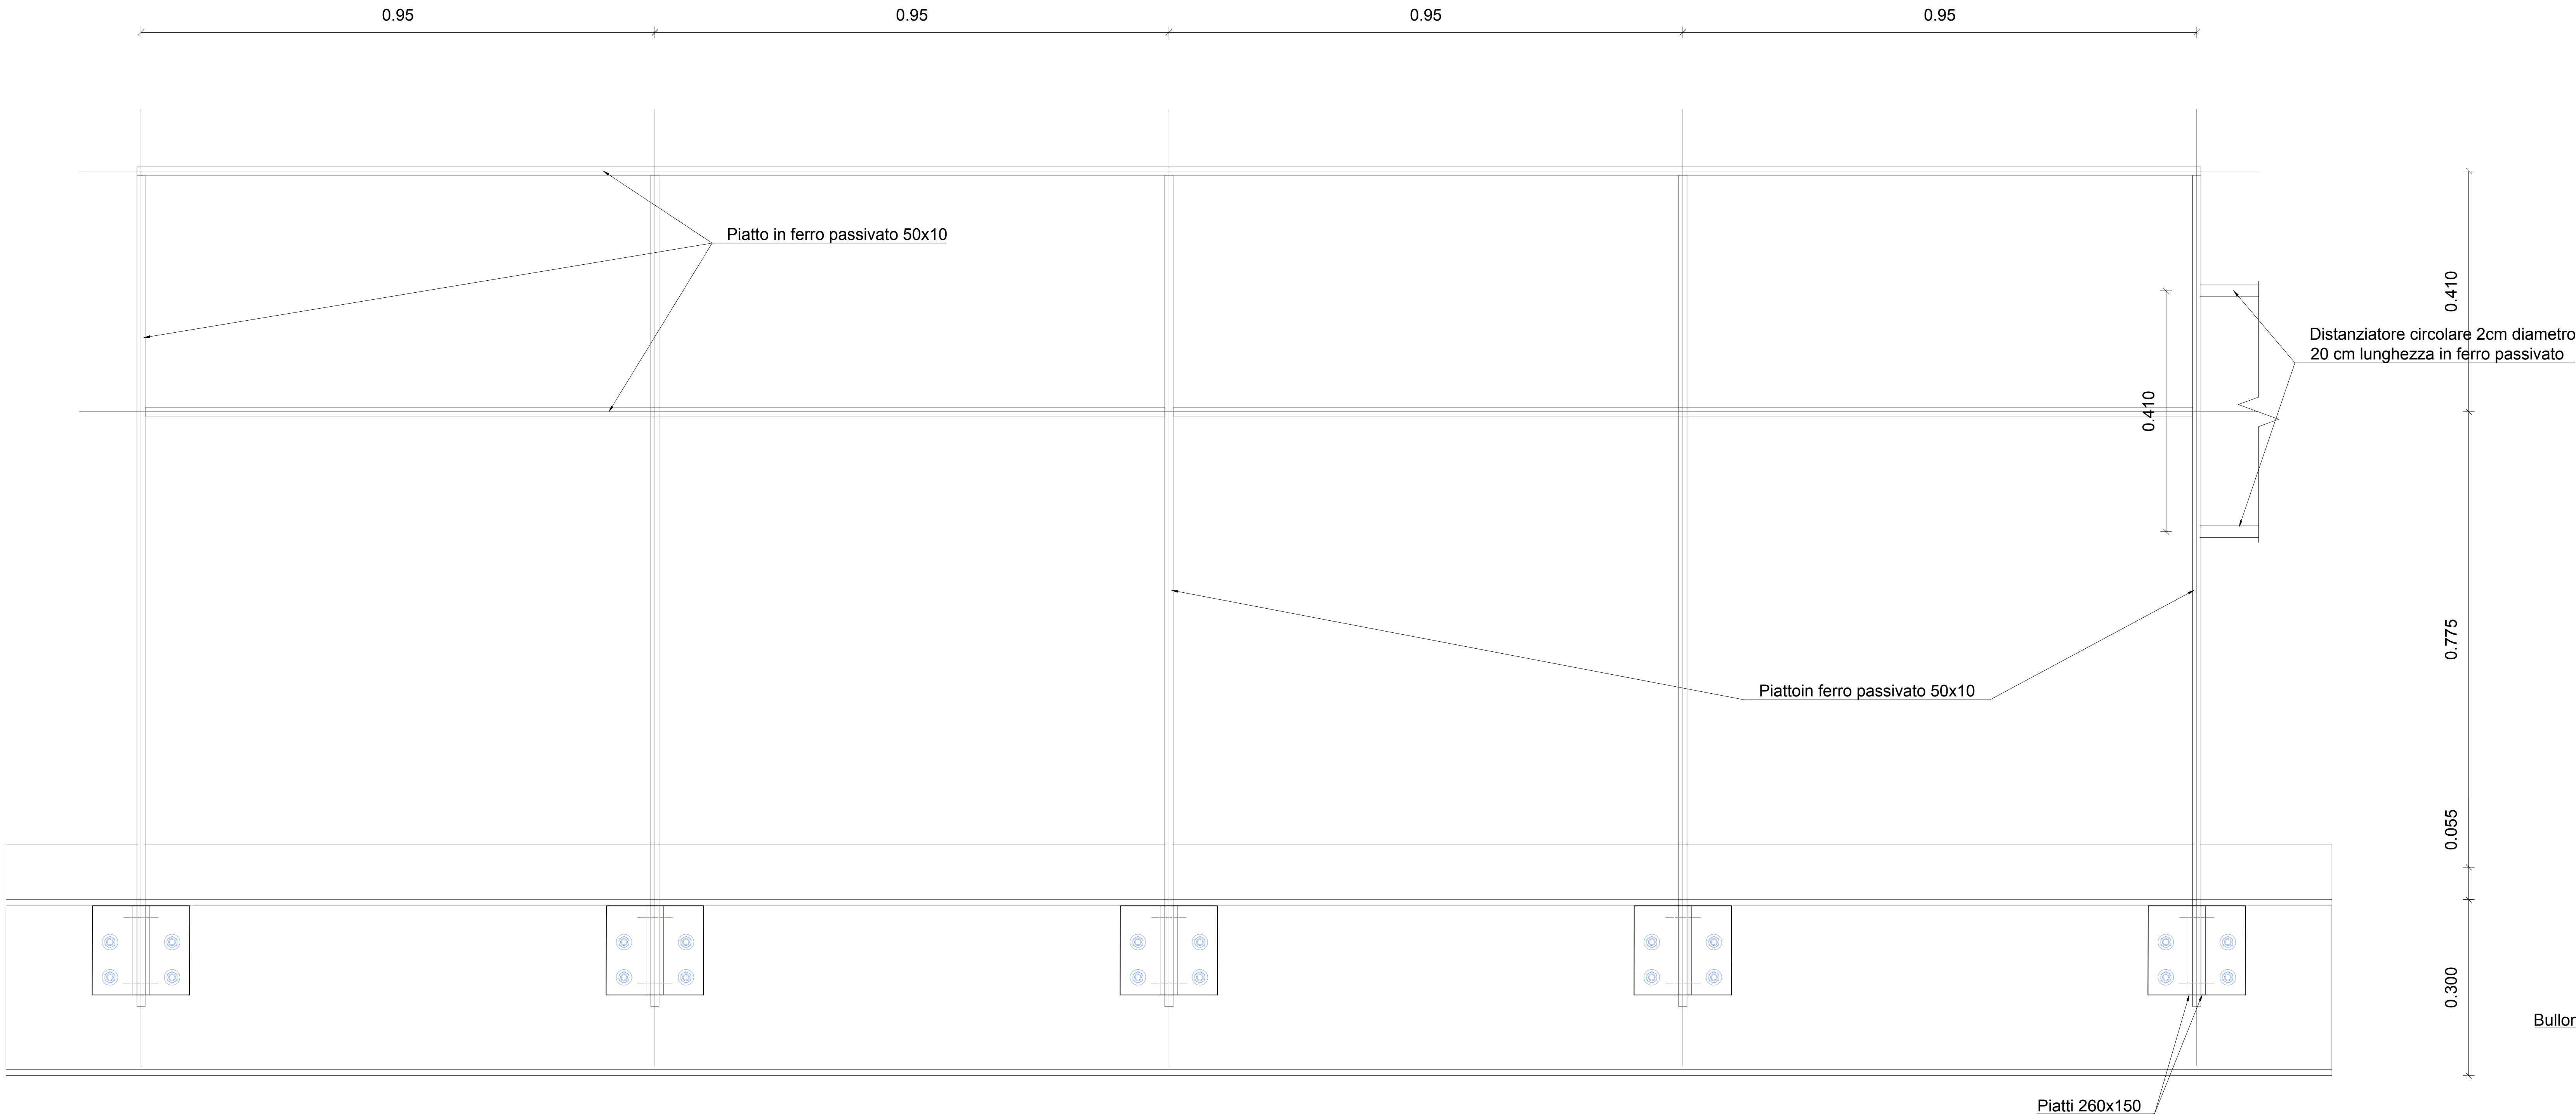 0.95
0.95
0.95
0.95
Piatto in ferro passivato 50x10
0.410
Distanziatore circolare 2cm diametro
20 cm lunghezza in ferro passivato
0.410
0.7775
Piattoin ferro passivato 50x10
0.055
0.300
Piatti 260x150